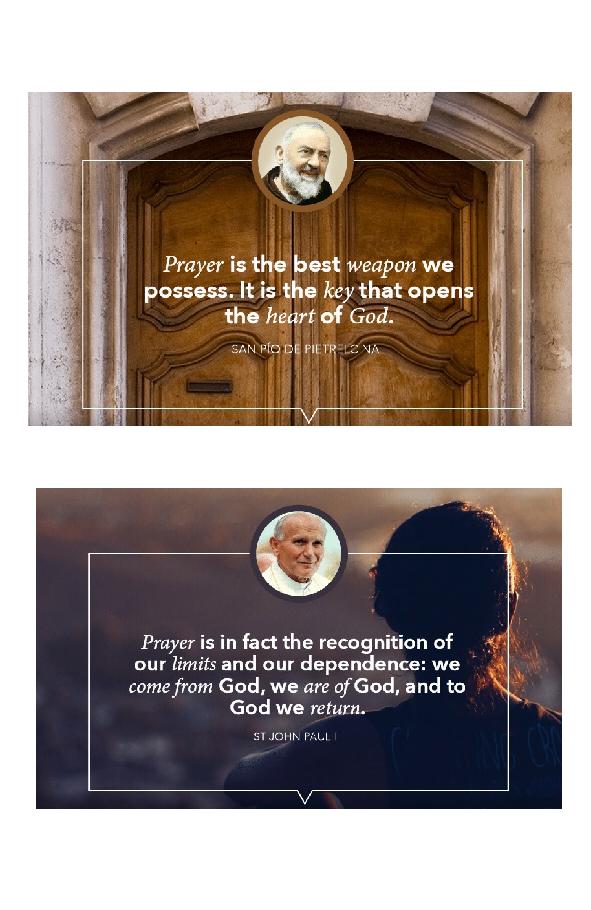 Prayer is the best weapon we
possess. It is the key that opens
the heart of God.
SAN PÍO DE PIETRELCINA
Prayer is in fact the recognition of
our limits and our dependence: we
come from God, we are of God, and to
God we return.
ST JOHN PAUL I